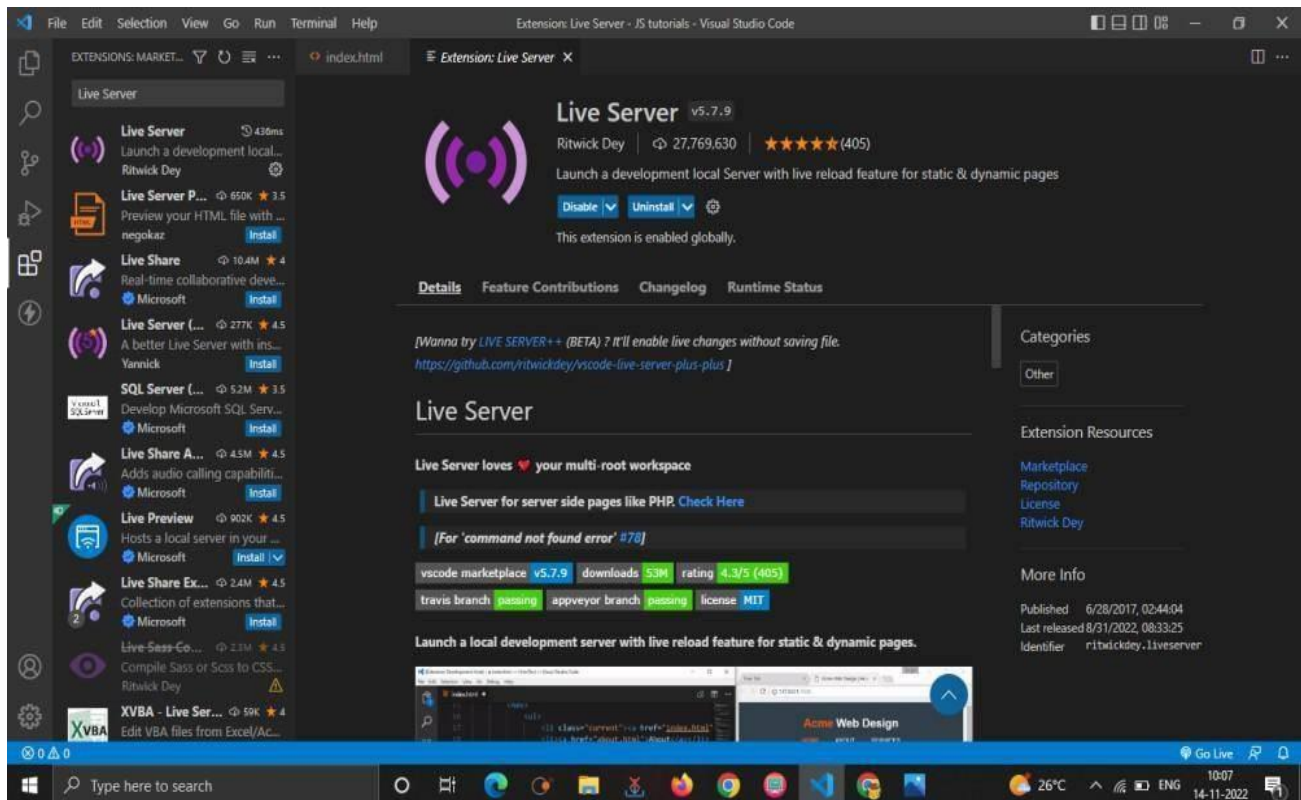 File Edit Selection View Go Run Terminal Help
Extension: Live Server - JS tutorials - Visual Studio Code
EXTENSIONS: MARKET...
index.html
Extension: Live Server
Live Server
Live Server 436ms
Launch a development local...
Ritwick Dey
Live Server P... 650K 3.5
Preview your HTML file with ...
negokaz Install
Live Share 10.4M 4
Real-time collaborative deve...
Microsoft Install
Live Server (... 277K 4.5
A better Live Server with ins...
Yannick Install
SQL Server (... 5.2M 3.5
Develop Microsoft SQL Serv...
Microsoft Install
Live Share A... 4.5M 4.5
Adds audio calling capabiliti...
Microsoft Install
Live Preview 902K 4.5
Hosts a local server in your ...
Microsoft Install
Live Share Ex... 2.4M 4.5
Collection of extensions that...
2 Microsoft Install
Live Sass Co... 4.5
Compile Sass or Scss to CSS...
Ritwick Dey
XVBA - Live Ser... 59K 4
XVBA Edit VBA files from Excel/Ac...
Live Server v5.7.9
Ritwick Dey 27,769,630 (405)
Launch a development local Server with live reload feature for static & dynamic pages
Disable Uninstall
This extension is enabled globally.
Details Feature Contributions Changelog Runtime Status
[Wanna try LIVE SERVER++ (BETA) ? It'll enable live changes without saving file.
https://github.com/ritwickdey/vscode-live-server-plus-plus ]
Live Server
Live Server loves your multi-root workspace
Live Server for server side pages like PHP. Check Here
[For 'command not found error' #78]
vscode marketplace v5.7.9 downloads 53M rating 4.3/5 (405)
travis branch passing appveyor branch passing license MIT
Launch a local development server with live reload feature for static & dynamic pages.
index.html
Acme Web Design
Categories
Other
Extension Resources
Marketplace
Repository
License
Ritwick Dey
More Info
Published 6/28/2017, 02:44:04
Last released 8/31/2022, 08:33:25
Identifier ritwickdey.liveserver
0 0
Go Live
Type here to search
26°C ENG 10:07
14-11-2022
1